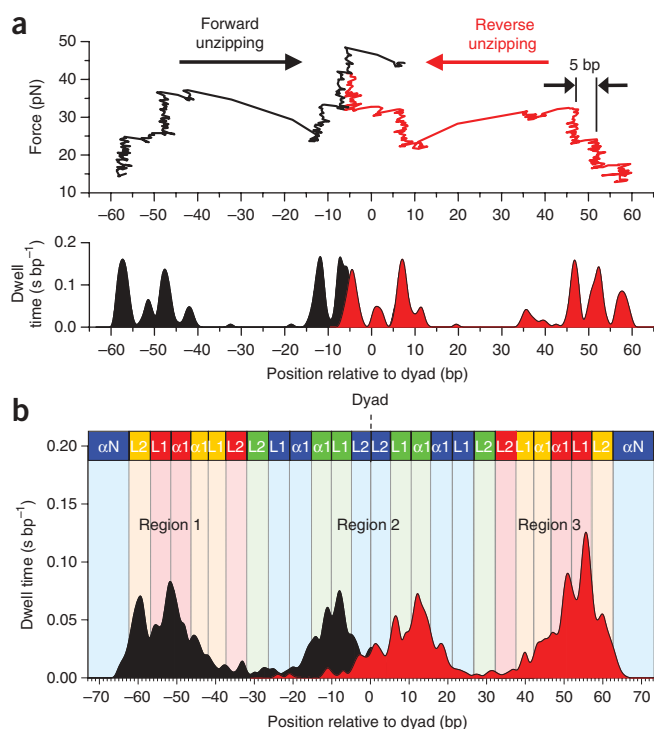 a
Forward unzipping
Reverse unzipping
5 bp
Force (pN)
50
40
30
20
10
−60 −50 −40 −30 −20 −10 0 10 20 30 40 50 60
Dwell time (s bp−1)
0.2
0.1
0.0
−60 −50 −40 −30 −20 −10 0 10 20 30 40 50 60
Position relative to dyad (bp)
b
Dyad
αN L2 L1 α1 α1 L1 L2 L2 L1 α1 α1 L1 L2 L2 L1 α1 α1 L1 L2 L2 L1 α1 α1 L1 L2 αN
Region 1 Region 2 Region 3
Dwell time (s bp−1)
0.20
0.15
0.10
0.05
0.00
−70 −60 −50 −40 −30 −20 −10 0 10 20 30 40 50 60 70
Position relative to dyad (bp)